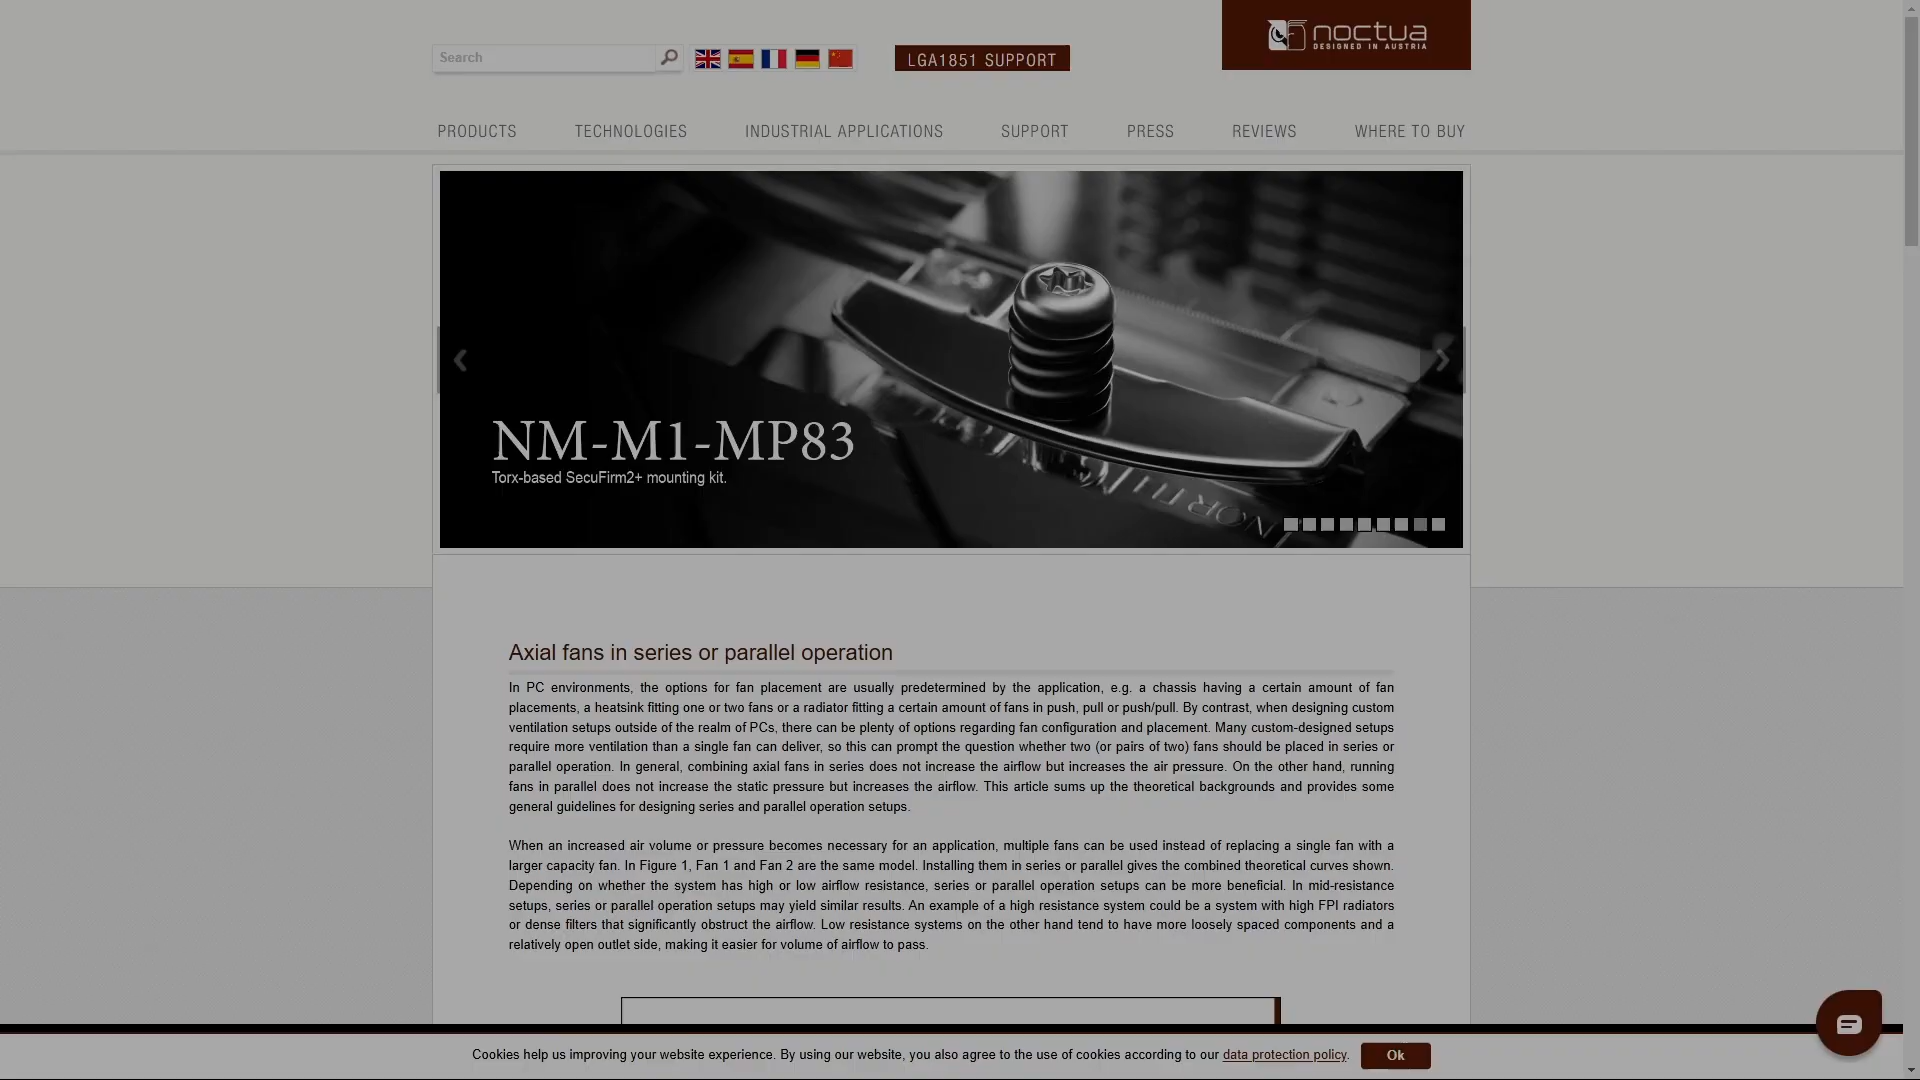 Search
LGA1851 SUPPORT
noctua
DESIGNED IN AUSTRIA
PRODUCTS
TECHNOLOGIES
INDUSTRIAL APPLICATIONS
SUPPORT
PRESS
REVIEWS
WHERE TO BUY
NM-M1-MP83
Torx-based SecuFirm2+ mounting kit.
Axial fans in series or parallel operation
In PC environments, the options for fan placement are usually predetermined by the application, e.g. a chassis having a certain amount of fan
placements, a heatsink fitting one or two fans or a radiator fitting a certain amount of fans in push, pull or push/pull. By contrast, when designing custom
ventilation setups outside of the realm of PCs, there can be plenty of options regarding fan configuration and placement. Many custom-designed setups
require more ventilation than a single fan can deliver, so this can prompt the question whether two (or pairs of two) fans should be placed in series or
parallel operation. In general, combining axial fans in series does not increase the airflow but increases the air pressure. On the other hand, running
fans in parallel does not increase the static pressure but increases the airflow. This article sums up the theoretical backgrounds and provides some
general guidelines for designing series and parallel operation setups.
When an increased air volume or pressure becomes necessary for an application, multiple fans can be used instead of replacing a single fan with a
larger capacity fan. In Figure 1, Fan 1 and Fan 2 are the same model. Installing them in series or parallel gives the combined theoretical curves shown.
Depending on whether the system has high or low airflow resistance, series or parallel operation setups can be more beneficial. In mid-resistance
setups, series or parallel operation setups may yield similar results. An example of a high resistance system could be a system with high FPI radiators
or dense filters that significantly obstruct the airflow. Low resistance systems on the other hand tend to have more loosely spaced components and a
relatively open outlet side, making it easier for volume of airflow to pass.
Cookies help us improving your website experience. By using our website, you also agree to the use of cookies according to our data protection policy.
Ok